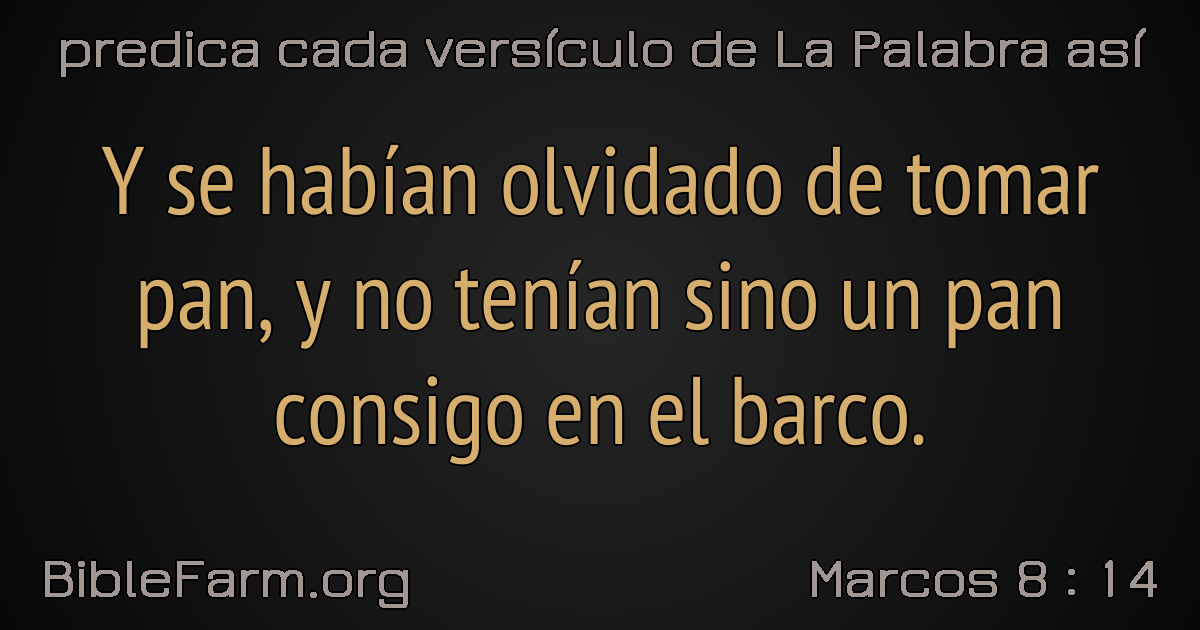 predica cada versículo de La Palabra así
Y se habían olvidado de tomar
pan, y no tenían sino un pan
consigo en el barco.
BibleFarm.org
Marcos 8 : 14